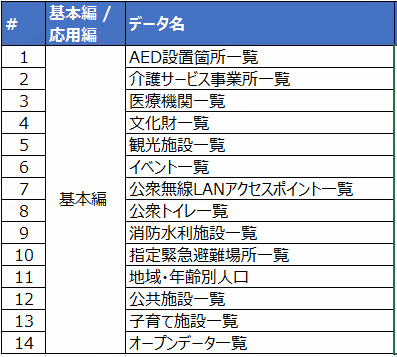 # 基本編 / 応用編 データ名
1 AED設置箇所一覧
2 介護サービス事業所一覧
3 医療機関一覧
4 文化財一覧
5 観光施設一覧
6 イベント一覧
7 公衆無線LANアクセスポイント一覧
基本編
8 公衆トイレ一覧
9 消防水利施設一覧
10 指定緊急避難場所一覧
11 地域・年齢別人口
12 公共施設一覧
13 子育て施設一覧
14 オープンデータ一覧